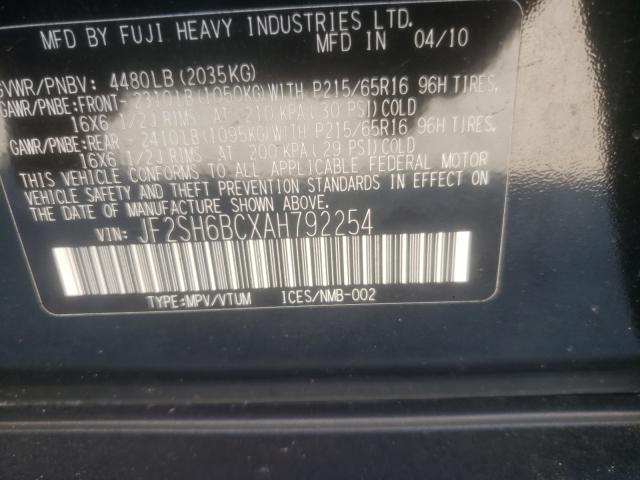 MFD BY FUJI HEAVY INDUSTRIES LTD.
MFD IN 04/10
GVWR/PNBV: 4480LB (2035KG)
GAWR/PNBE:FRONT- 2310LB (1050KG)WITH P215/65R16 96H TIRES,
16X6 1/2J RIMS AT 210 KPA (30 PSI) COLD
GAWR/PNBE:REAR - 2410LB (1095KG)WITH P215/65R16 96H TIRES,
16X6 1/2J RIMS AT 200 KPA (29 PSI) COLD
THIS VEHICLE CONFORMS TO ALL APPLICABLE FEDERAL MOTOR
VEHICLE SAFETY AND THEFT PREVENTION STANDARDS IN EFFECT ON
THE DATE OF MANUFACTURE SHOWN ABOVE.
VIN: JF2SH6BCXAH792254
TYPE:MPV/VTUM ICES/NMB-002